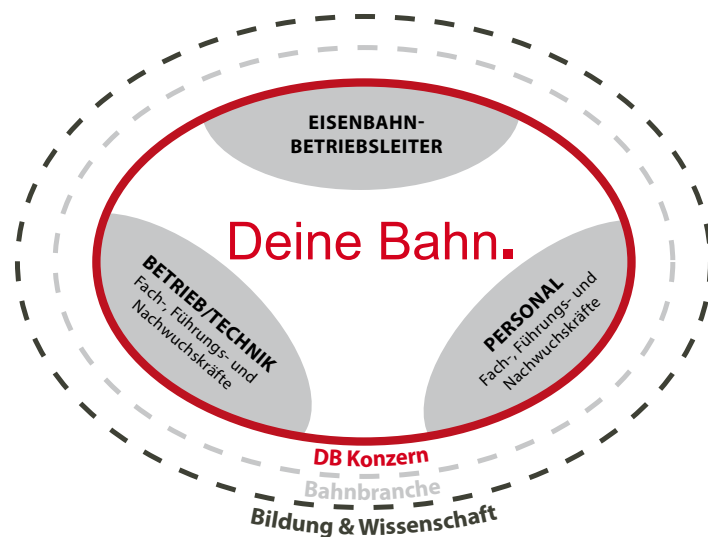 EISENBAHN-
BETRIEBSLEITER
Deine Bahn.
BETRIEB/TECHNIK
Fach-, Führungs- und
Nachwuchskräfte
PERSONAL
Fach-, Führungs- und
Nachwuchskräfte
DB Konzern
Bahnbranche
Bildung & Wissenschaft